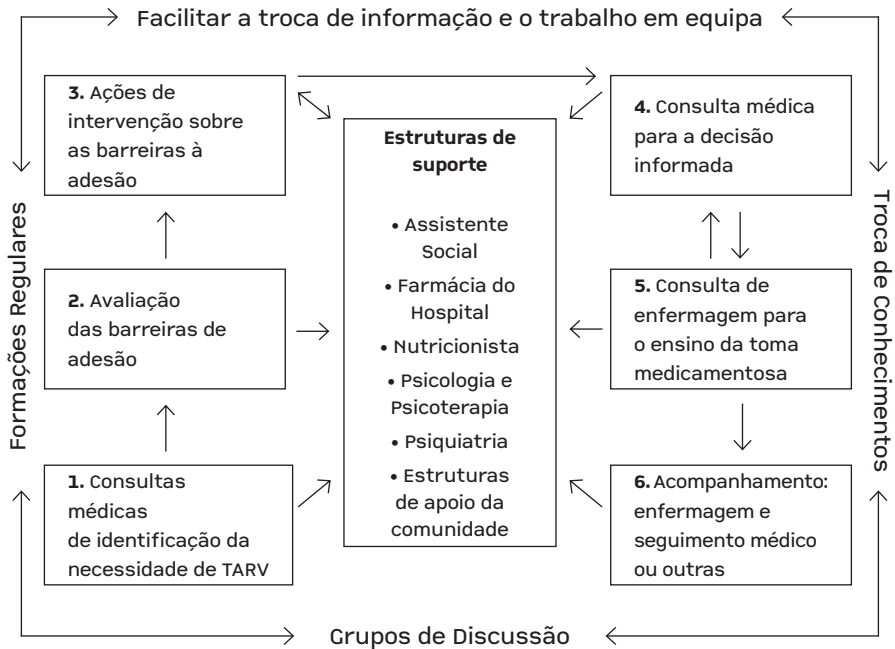 Facilitar a troca de informação e o trabalho em equipa
Formações Regulares
3. Ações de
intervenção sobre
as barreiras à
adesão
2. Avaliação
das barreiras de
adesão
1. Consultas
médicas
de identificação da
necessidade de TARV
Estruturas de
suporte
• Assistente
Social
• Farmácia do
Hospital
• Nutricionista
• Psicologia e
Psicoterapia
• Psiquiatria
• Estruturas
de apoio da
comunidade
4. Consulta médica
para a decisão
informada
5. Consulta de
enfermagem para
o ensino da toma
medicamentosa
6. Acompanhamento:
enfermagem e
seguimento médico
ou outras
Troca de Conhecimentos
Grupos de Discussão